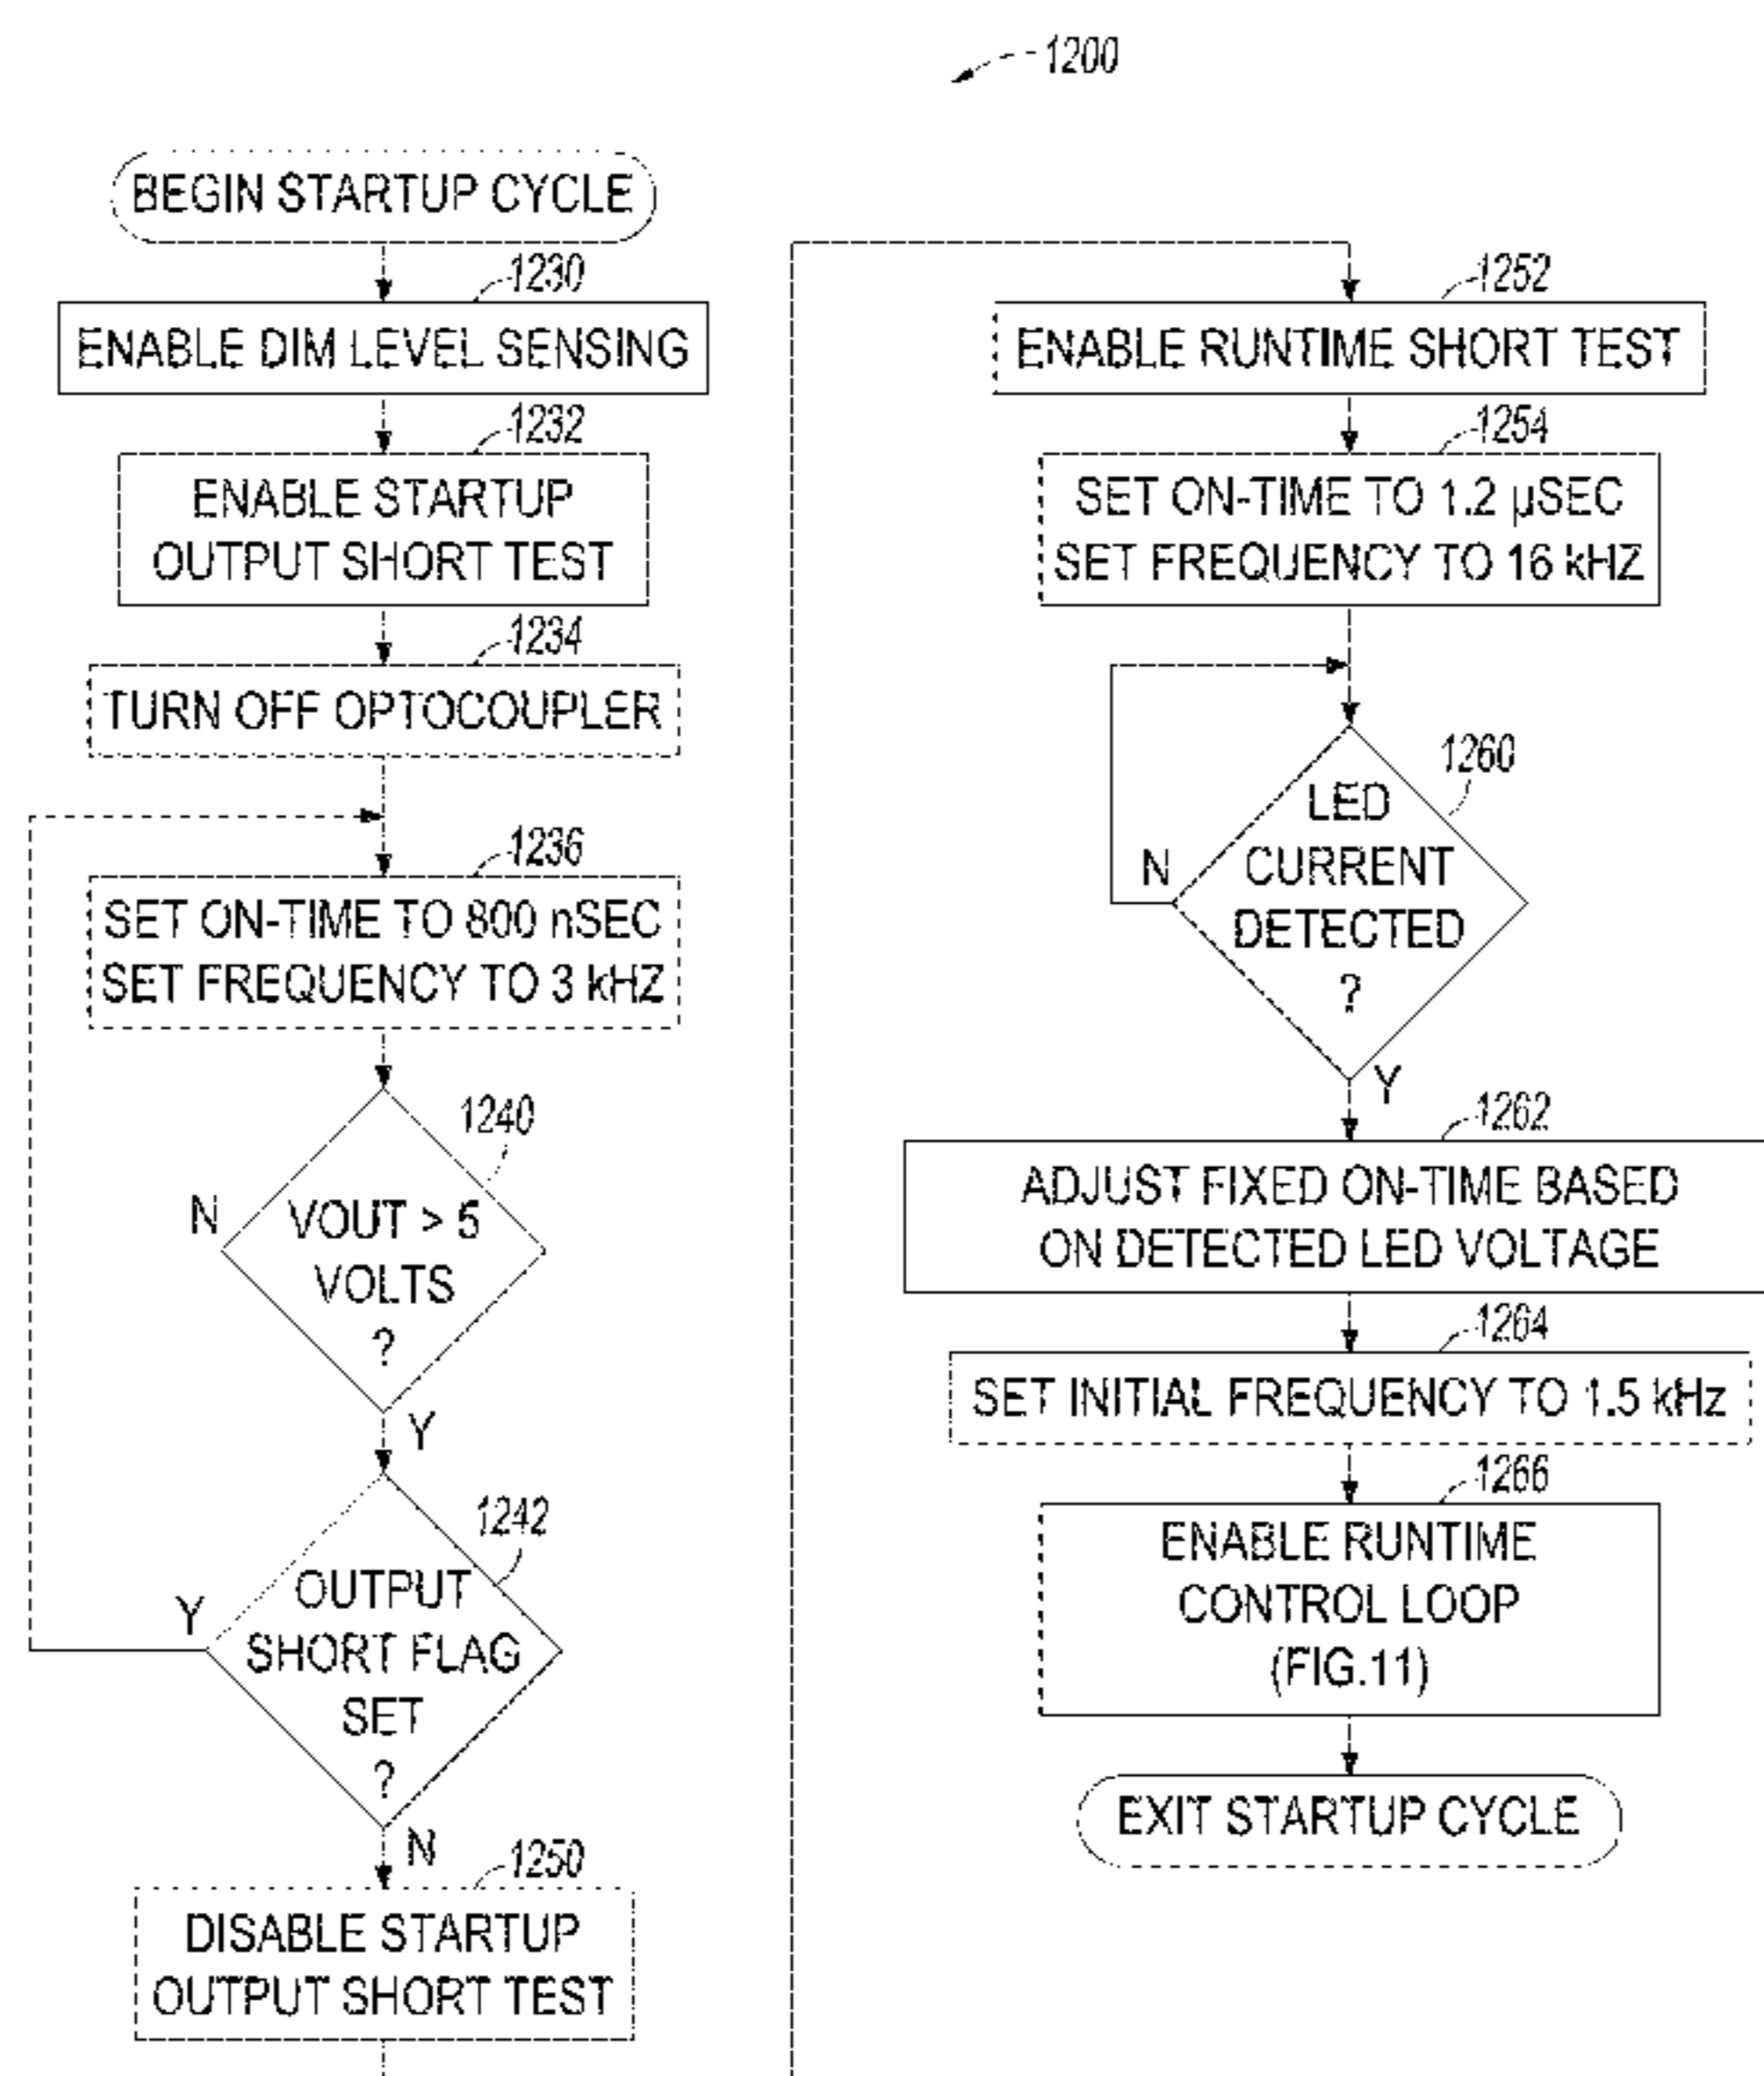 1200
BEGIN STARTUP CYCLE
1230
ENABLE DIM LEVEL SENSING
1232
ENABLE STARTUP
OUTPUT SHORT TEST
1234
TURN OFF OPTOCOUPLER
1236
SET ON-TIME TO 800 nSEC
SET FREQUENCY TO 3 kHZ
1240
N
VOUT > 5
VOLTS
?
Y
1242
Y
OUTPUT
SHORT FLAG
SET
?
N
1250
DISABLE STARTUP
OUTPUT SHORT TEST
1252
ENABLE RUNTIME SHORT TEST
1254
SET ON-TIME TO 1.2 µSEC
SET FREQUENCY TO 16 kHZ
1260
N
LED
CURRENT
DETECTED
?
Y
1262
ADJUST FIXED ON-TIME BASED
ON DETECTED LED VOLTAGE
1264
SET INITIAL FREQUENCY TO 1.5 kHz
1266
ENABLE RUNTIME
CONTROL LOOP
(FIG.11)
EXIT STARTUP CYCLE